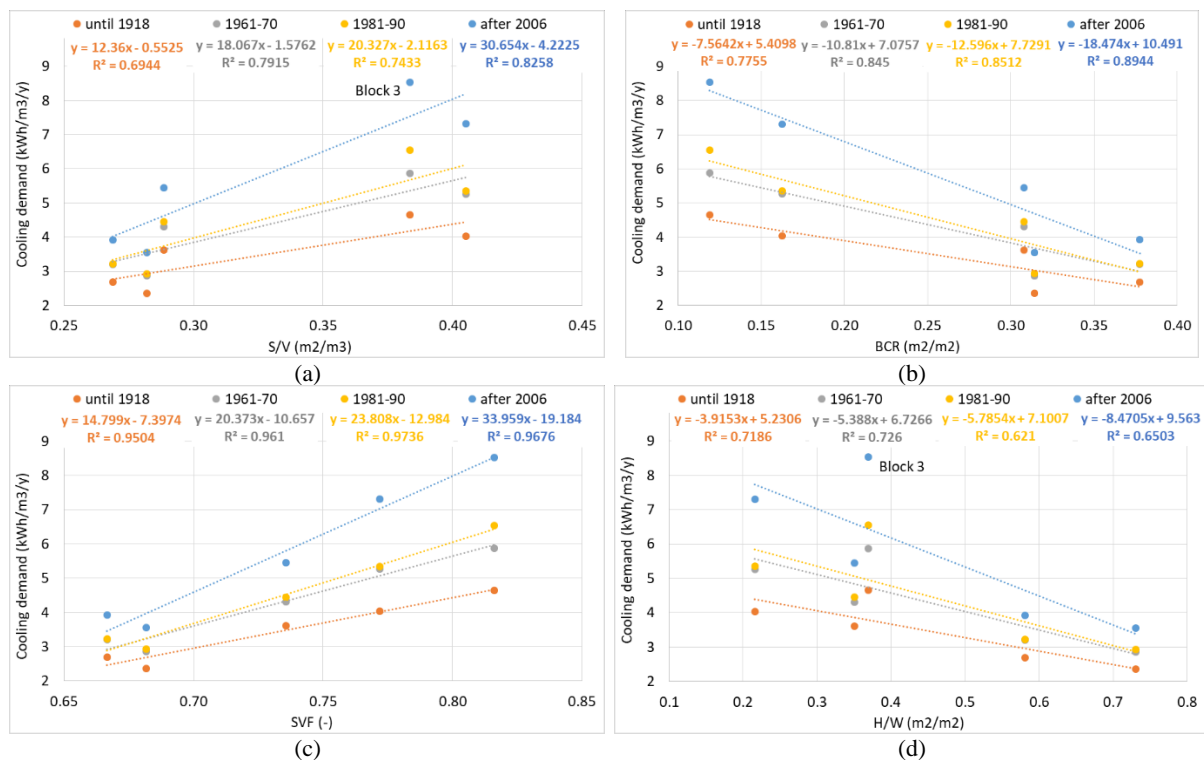 until 1918 1961-70 1981-90 after 2006
y = 12.36x - 0.5525 y = 18.067x - 1.5762 y = 20.327x - 2.1163 y = 30.654x - 4.2225
R² = 0.6944 R² = 0.7915 R² = 0.7433 R² = 0.8258
Block 3
Cooling demand (kWh/m3/y)
9
8
7
6
5
4
3
2
0.25 0.30 0.35 0.40 0.45
S/V (m2/m3)
(a)
until 1918 1961-70 1981-90 after 2006
y = -7.5642x + 5.4098 y = -10.81x + 7.0757 y = -12.596x + 7.7291 y = -18.474x + 10.491
R² = 0.7755 R² = 0.845 R² = 0.8512 R² = 0.8944
Cooling demand (kWh/m3/y)
9
8
7
6
5
4
3
2
0.10 0.15 0.20 0.25 0.30 0.35 0.40
BCR (m2/m2)
(b)
until 1918 1961-70 1981-90 after 2006
y = 14.799x - 7.3974 y = 20.373x - 10.657 y = 23.808x - 12.984 y = 33.959x - 19.184
R² = 0.9504 R² = 0.961 R² = 0.9736 R² = 0.9676
Cooling demand (kWh/m3/y)
9
8
7
6
5
4
3
2
0.65 0.70 0.75 0.80 0.85
SVF (-)
(c)
until 1918 1961-70 1981-90 after 2006
y = -3.9153x + 5.2306 y = -5.388x + 6.7266 y = -5.7854x + 7.1007 y = -8.4705x + 9.563
R² = 0.7186 R² = 0.726 R² = 0.621 R² = 0.6503
Block 3
Cooling demand (kWh/m3/y)
9
8
7
6
5
4
3
2
0.1 0.2 0.3 0.4 0.5 0.6 0.7 0.8
H/W (m2/m2)
(d)